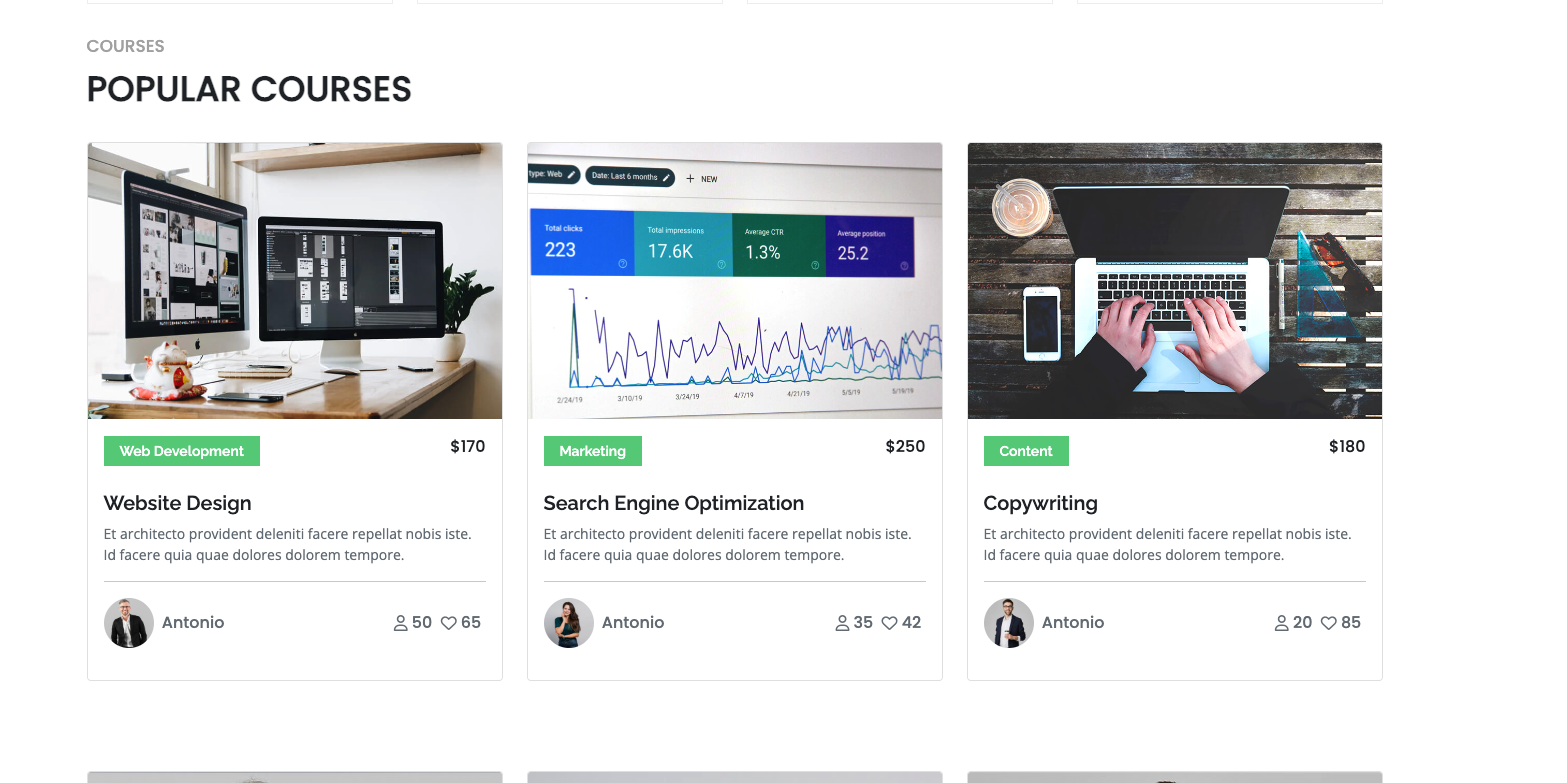 COURSES
POPULAR COURSES
type: Web
Date: Last 6 months
+ NEW
Total clicks
223
Total impressions
17.6K
Average CTR
1.3%
Average position
25.2
2/24/19
3/10/19
3/24/19
4/7/19
4/21/19
5/5/19
5/19/19
Web Development
$170
Website Design
Et architecto provident deleniti facere repellat nobis iste.
Id facere quia quae dolores dolorem tempore.
Antonio
50
65
Marketing
$250
Search Engine Optimization
Et architecto provident deleniti facere repellat nobis iste.
Id facere quia quae dolores dolorem tempore.
Antonio
35
42
Content
$180
Copywriting
Et architecto provident deleniti facere repellat nobis iste.
Id facere quia quae dolores dolorem tempore.
Antonio
20
85